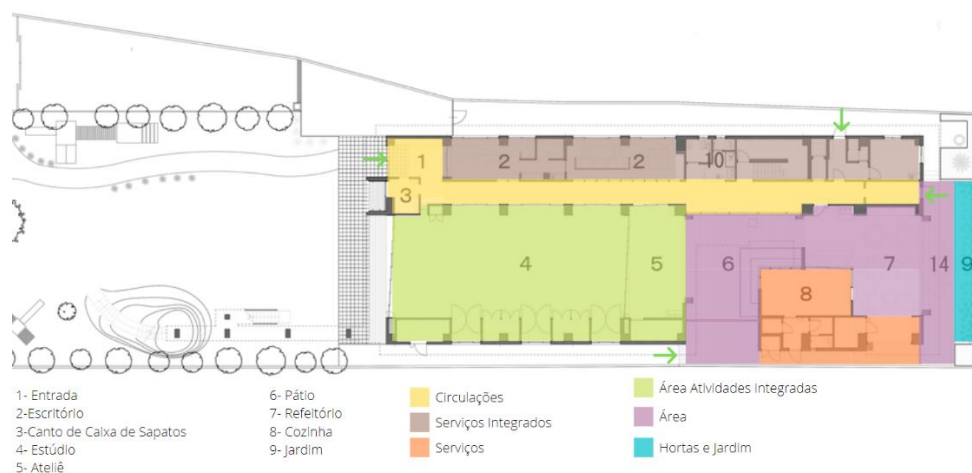 1
2
2
10
3
4
5
6
7
14
9
8
1- Entrada
2-Escritório
3-Canto de Caixa de Sapatos
4- Estúdio
5- Ateliê
6- Pátio
7- Refeitório
8- Cozinha
9- Jardim
Circulações
Serviços Integrados
Serviços
Área Atividades Integradas
Área
Hortas e Jardim